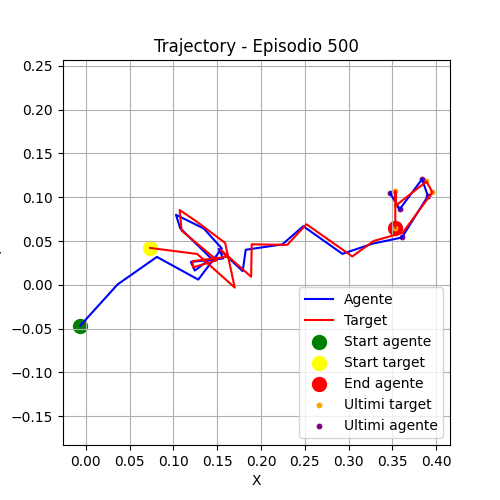 Trajectory - Episodio 500
0.25
0.20
0.15
0.10
0.05
0.00
−0.05
−0.10
−0.15
Agente
Target
Start agente
Start target
End agente
Ultimi target
Ultimi agente
0.00 0.05 0.10 0.15 0.20 0.25 0.30 0.35 0.40
X